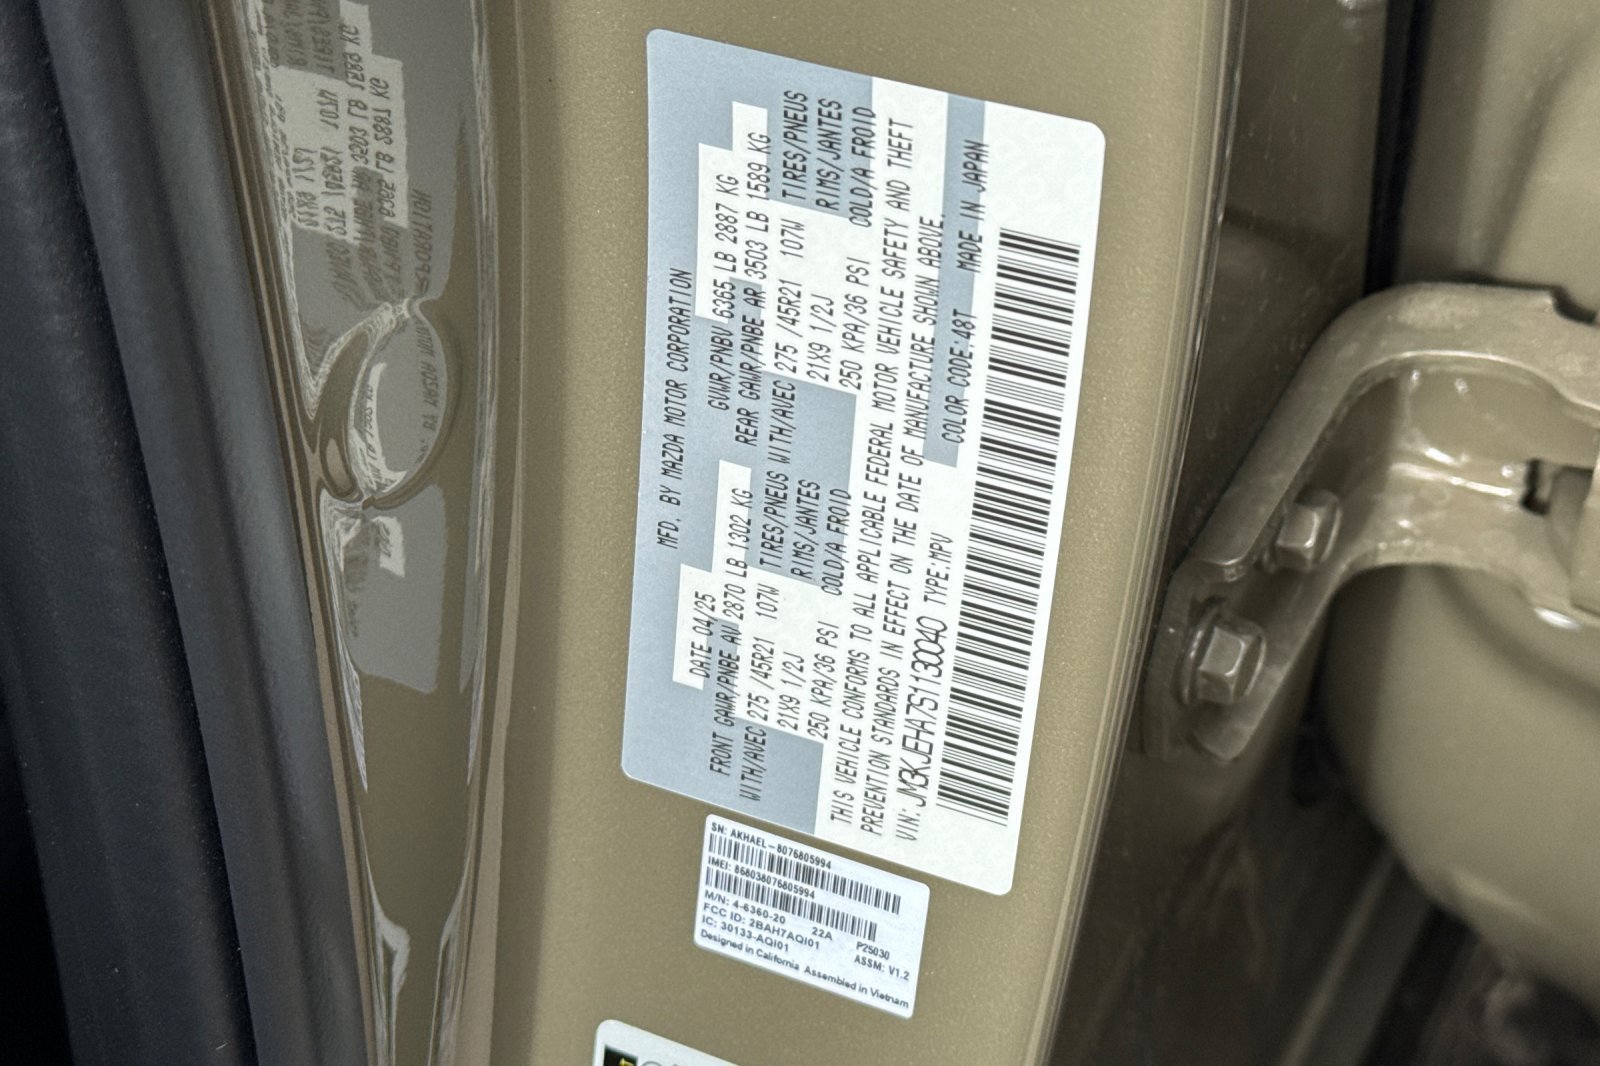 MFD. BY MAZDA MOTOR CORPORATION
DATE 04/25 GVWR/PNBV 6365 LB 2887 KG
FRONT GAWR/PNBE AV 2870 LB 1302 KG REAR GAWR/PNBE AR 3503 LB 1589 KG
WITH/AVEC 275 /45R21 107W TIRES/PNEUS WITH/AVEC 275 /45R21 107W TIRES/PNEUS
21X9 1/2J RIMS/JANTES 21X9 1/2J RIMS/JANTES
250 KPA/36 PSI COLD/A FROID 250 KPA/36 PSI COLD/A FROID
THIS VEHICLE CONFORMS TO ALL APPLICABLE FEDERAL MOTOR VEHICLE SAFETY AND THEFT
PREVENTION STANDARDS IN EFFECT ON THE DATE OF MANUFACTURE SHOWN ABOVE.
VIN: JM3KJEHA7S1130040 TYPE:MPV COLOR CODE:48T MADE IN JAPAN
SN: AKHAEL-8076805994
IMEI: 868038076805994
M/N: 4-6360-20 22A P25030
FCC ID: 2BAH7AQI01
IC: 30133-AQI01 ASSM: V1.2
Designed in California Assembled in Vietnam